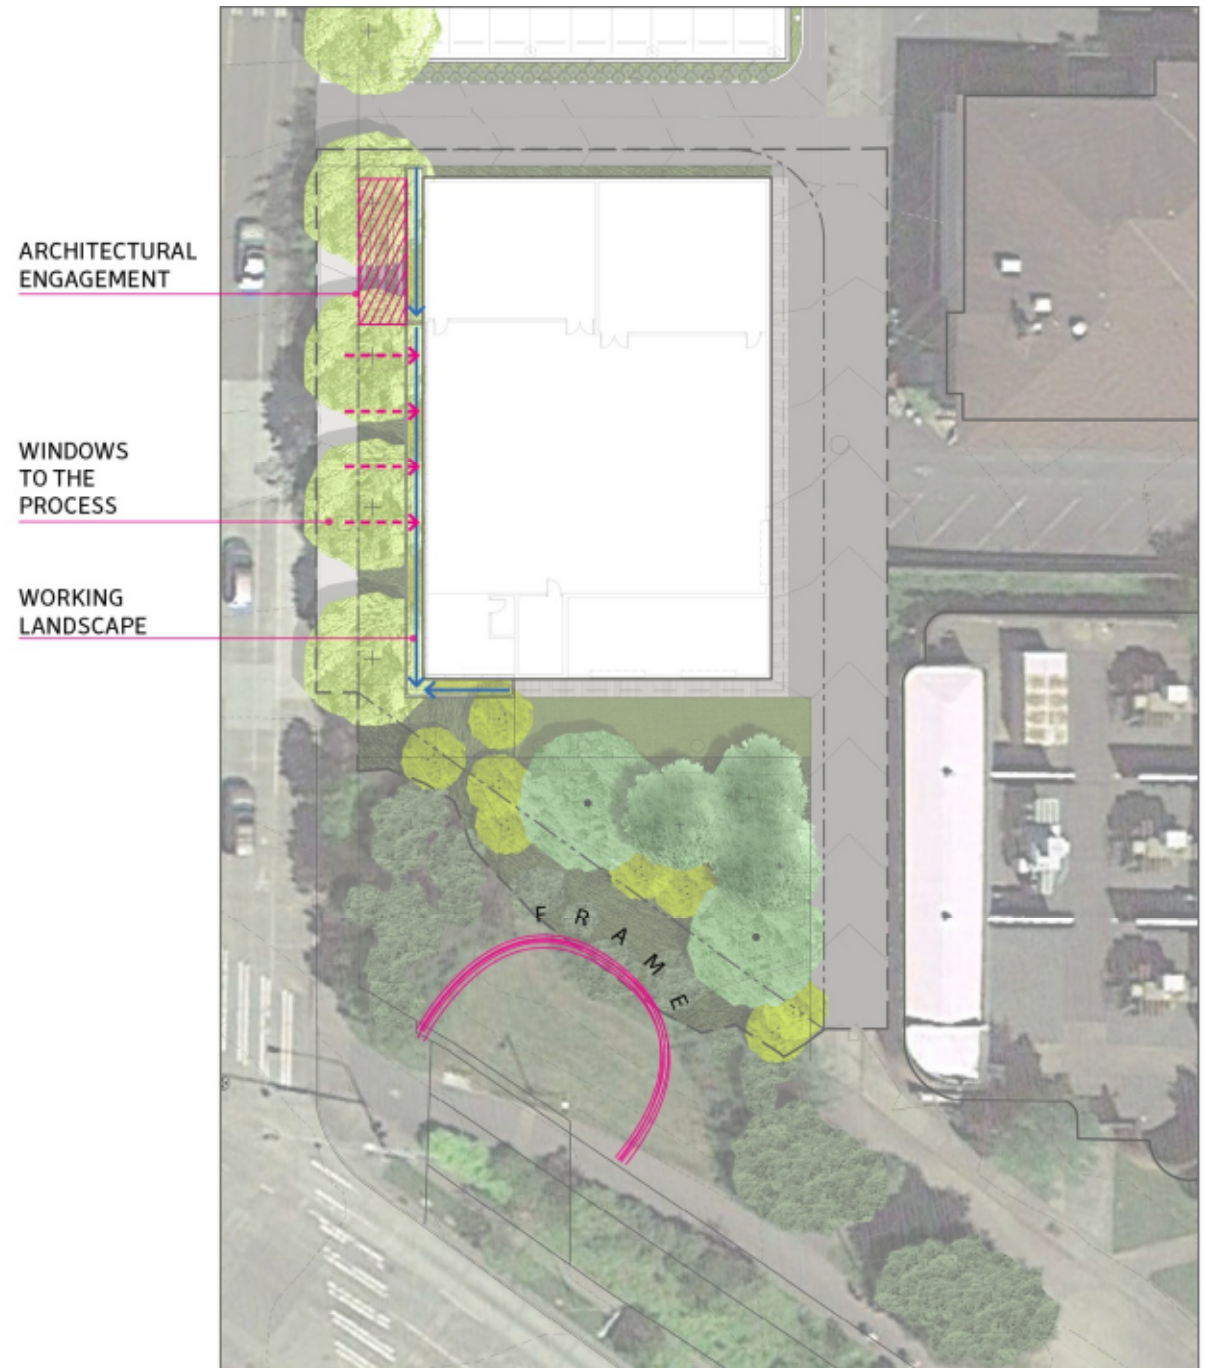 ARCHITECTURAL
ENGAGEMENT
WINDOWS
TO THE
PROCESS
WORKING
LANDSCAPE
FRAME